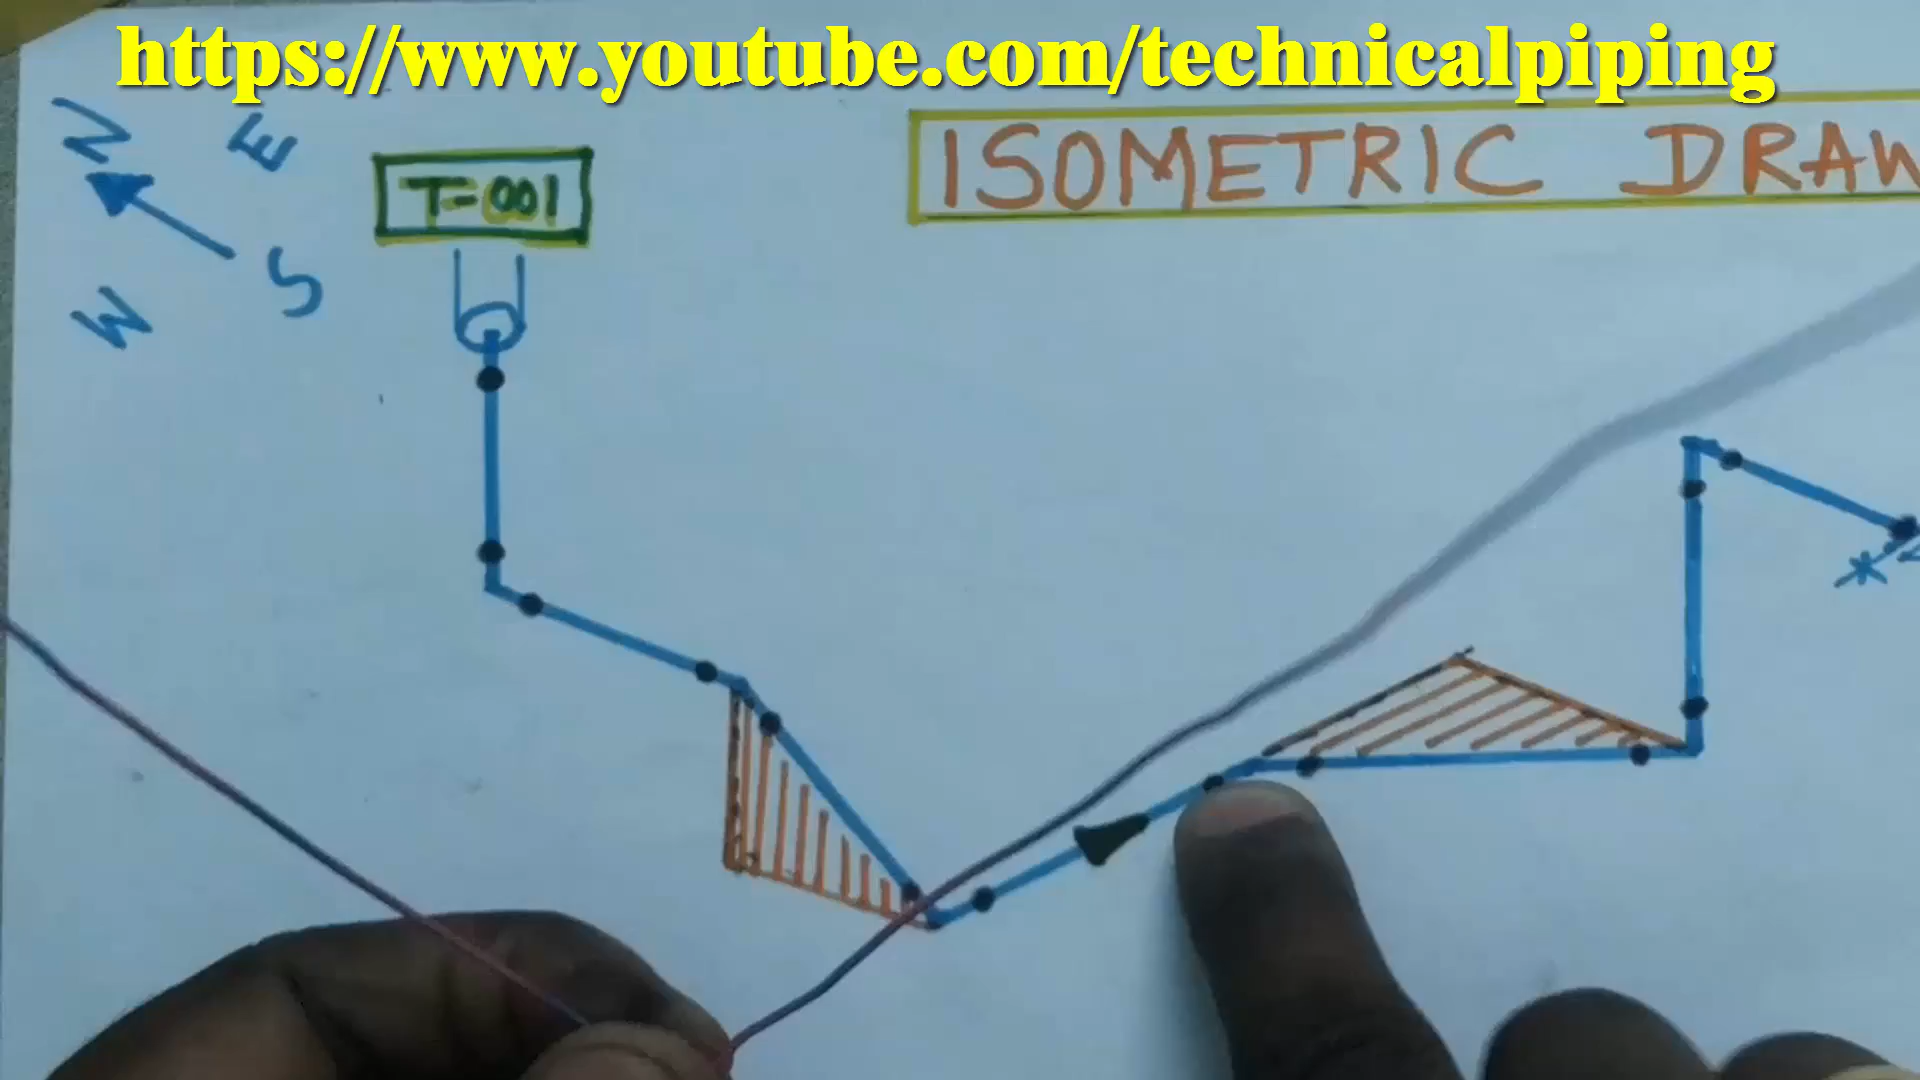 https://www.youtube.com/technicalpiping
ISOMETRIC DRAW
N E
T-001
W S